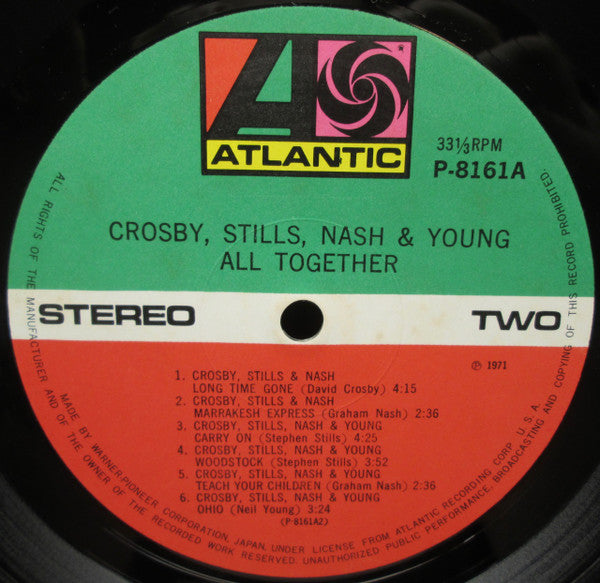 ATLANTIC
®
33⅓RPM
P-8161A
CROSBY, STILLS, NASH & YOUNG
ALL TOGETHER
STEREO
TWO
℗ 1971
1. CROSBY, STILLS & NASH
LONG TIME GONE (David Crosby) 4:15
2. CROSBY, STILLS & NASH
MARRAKESH EXPRESS (Graham Nash) 2:36
3. CROSBY, STILLS, NASH & YOUNG
CARRY ON (Stephen Stills) 4:25
4. CROSBY, STILLS, NASH & YOUNG
WOODSTOCK (Stephen Stills) 3:52
5. CROSBY, STILLS, NASH & YOUNG
TEACH YOUR CHILDREN (Graham Nash) 2:36
6. CROSBY, STILLS, NASH & YOUNG
OHIO (Neil Young) 3:24
(P-8161A2)
MADE BY WARNER-PIONEER CORPORATION, JAPAN, UNDER LICENSE FROM ATLANTIC RECORDING CORP. U.S.A.
ALL RIGHTS OF THE MANUFACTURER AND OF THE OWNER OF THE RECORDED WORK RESERVED. UNAUTHORIZED PUBLIC PERFORMANCE, BROADCASTING AND COPYING OF THIS RECORD PROHIBITED.